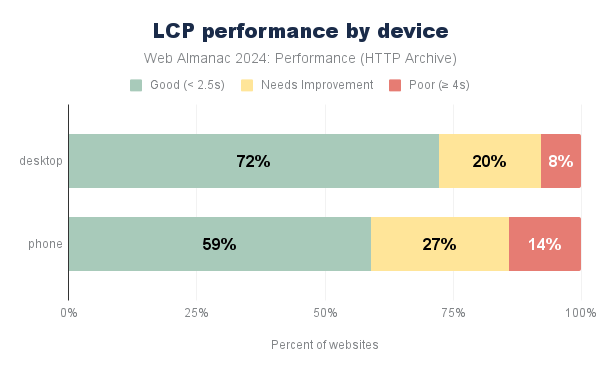 LCP performance by device
Web Almanac 2024: Performance (HTTP Archive)
Good (< 2.5s) Needs Improvement Poor (≥ 4s)
desktop 72% 20% 8%
phone 59% 27% 14%
0% 25% 50% 75% 100%
Percent of websites